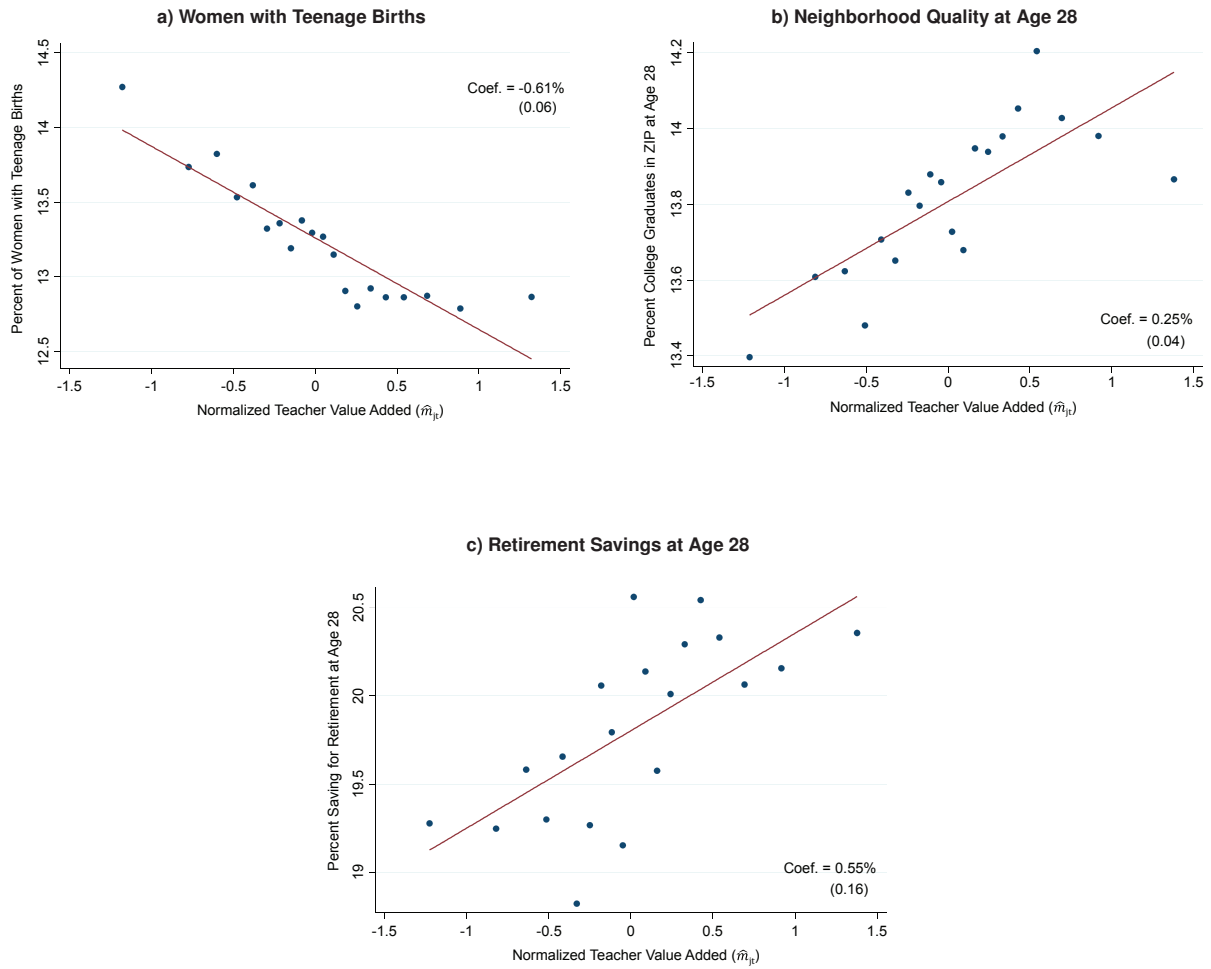 a) Women with Teenage Births
Percent of Women with Teenage Births
14.5
14
13.5
13
12.5
Coef. = -0.61%
(0.06)
-1.5 -1 -0.5 0 0.5 1 1.5
Normalized Teacher Value Added (m̂jt)
b) Neighborhood Quality at Age 28
Percent College Graduates in ZIP at Age 28
14.2
14
13.8
13.6
13.4
Coef. = 0.25%
(0.04)
-1.5 -1 -0.5 0 0.5 1 1.5
Normalized Teacher Value Added (m̂jt)
c) Retirement Savings at Age 28
Percent Saving for Retirement at Age 28
20.5
20
19.5
19
Coef. = 0.55%
(0.16)
-1.5 -1 -0.5 0 0.5 1 1.5
Normalized Teacher Value Added (m̂jt)